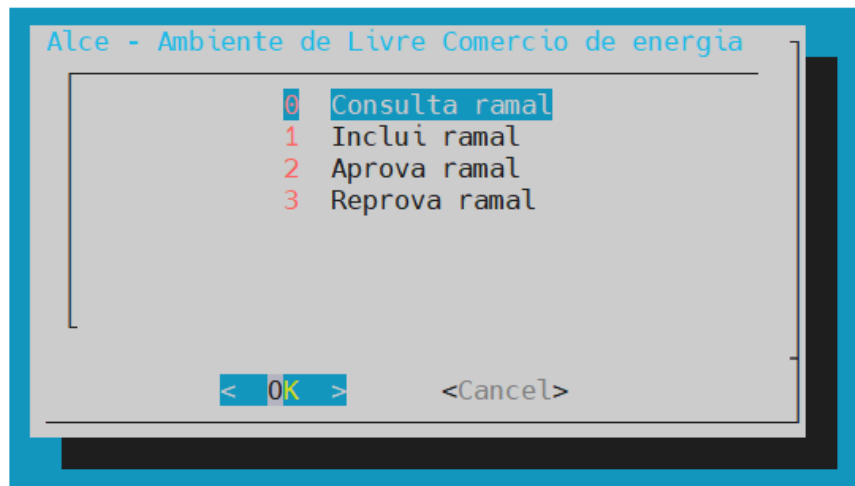 Alce - Ambiente de Livre Comercio de energia
0 Consulta ramal
1 Inclui ramal
2 Aprova ramal
3 Reprova ramal
< OK > <Cancel>